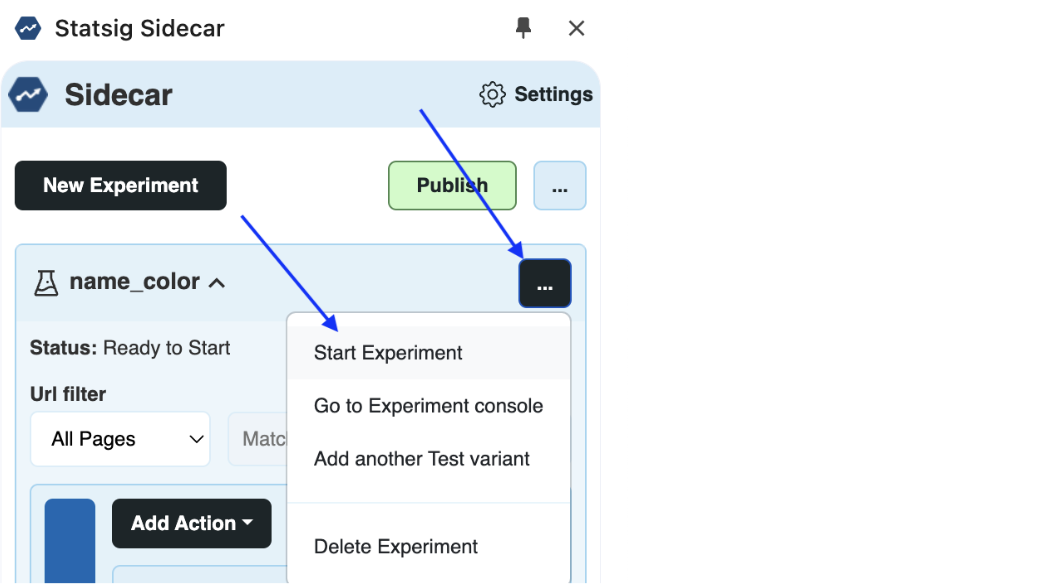 Statsig Sidecar
Sidecar
Settings
New Experiment
Publish
...
name_color
...
Status: Ready to Start
Start Experiment
Url filter
Go to Experiment console
All Pages
Add another Test variant
Add Action
Delete Experiment